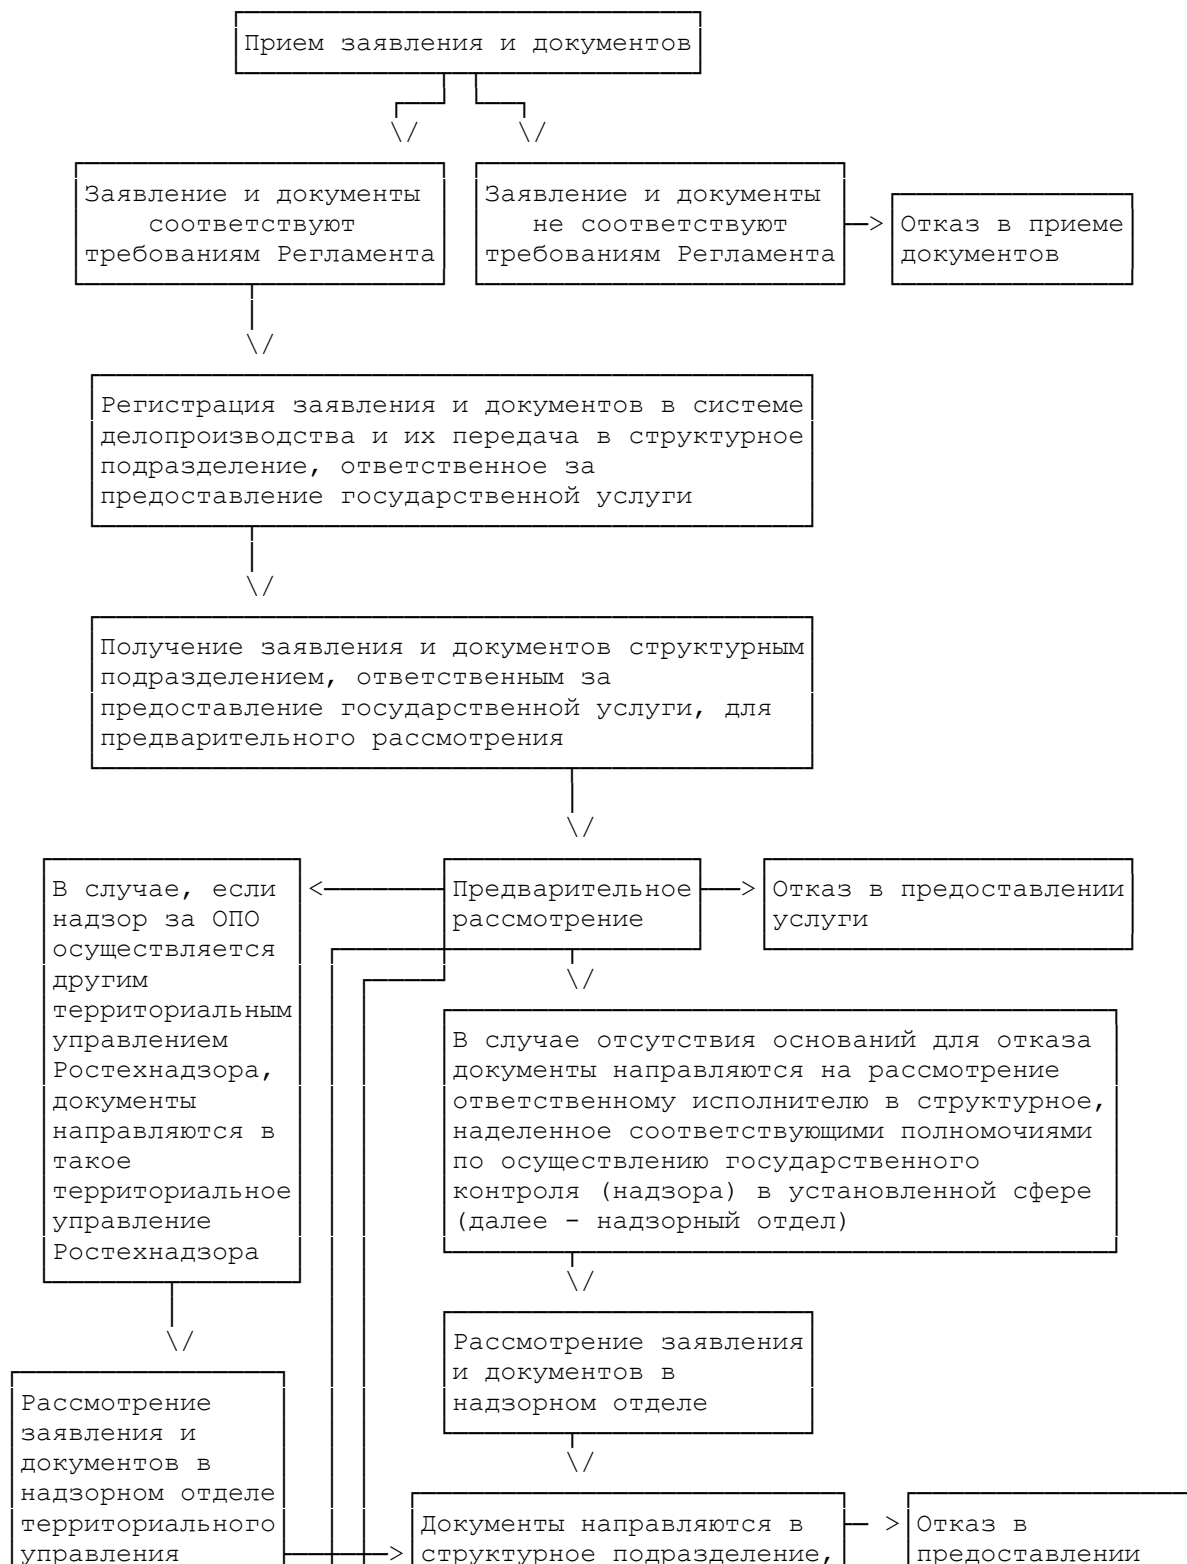 Прием заявления и документов
Заявление и документы
соответствуют
требованиям Регламента
Заявление и документы
не соответствуют
требованиям Регламента
Отказ в приеме
документов
Регистрация заявления и документов в системе
делопроизводства и их передача в структурное
подразделение, ответственное за
предоставление государственной услуги
Получение заявления и документов структурным
подразделением, ответственным за
предоставление государственной услуги, для
предварительного рассмотрения
В случае, если
надзор за ОПО
осуществляется
другим
территориальным
управлением
Ростехнадзора,
документы
направляются в
такое
территориальное
управление
Ростехнадзора
Предварительное
рассмотрение
Отказ в предоставлении
услуги
В случае отсутствия оснований для отказа
документы направляются на рассмотрение
ответственному исполнителю в структурное,
наделенное соответствующими полномочиями
по осуществлению государственного
контроля (надзора) в установленной сфере
(далее - надзорный отдел)
Рассмотрение заявления
и документов в
надзорном отделе
Рассмотрение
заявления и
документов в
надзорном отделе
территориального
управления
Документы направляются в
структурное подразделение,
Отказ в
предоставлении